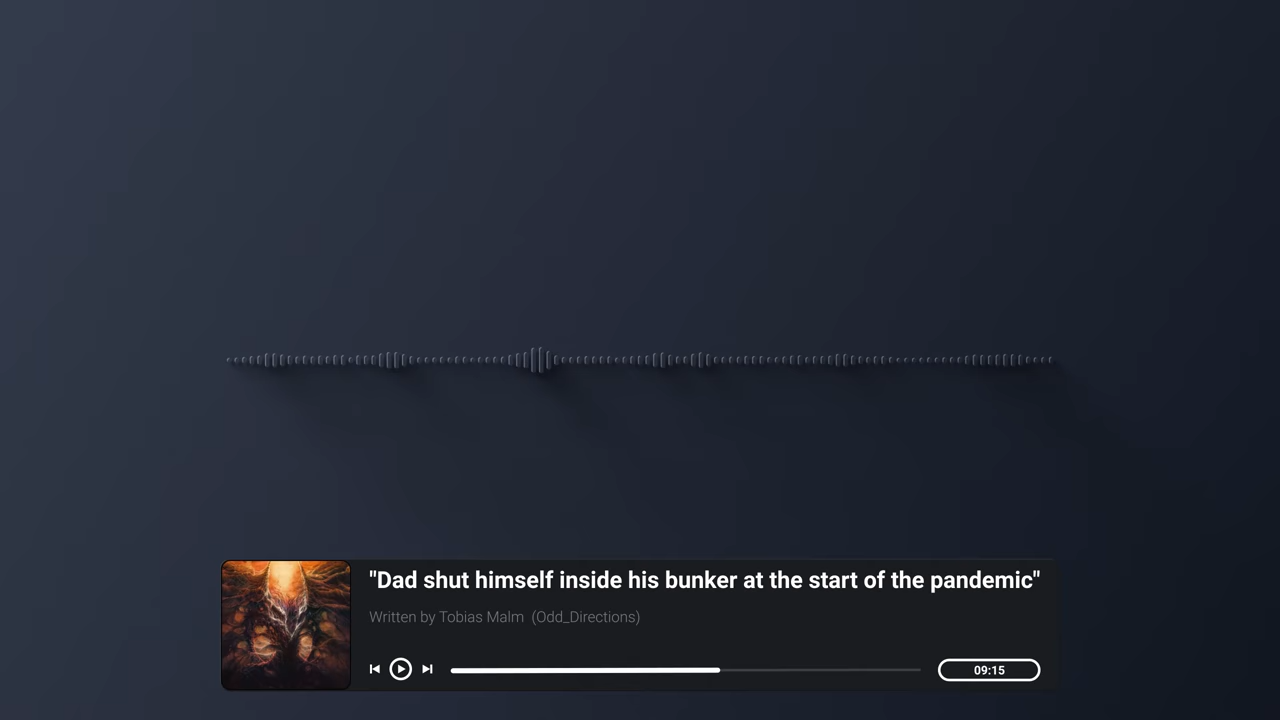 "Dad shut himself inside his bunker at the start of the pandemic"
Written by Tobias Malm (Odd_Directions)
09:15